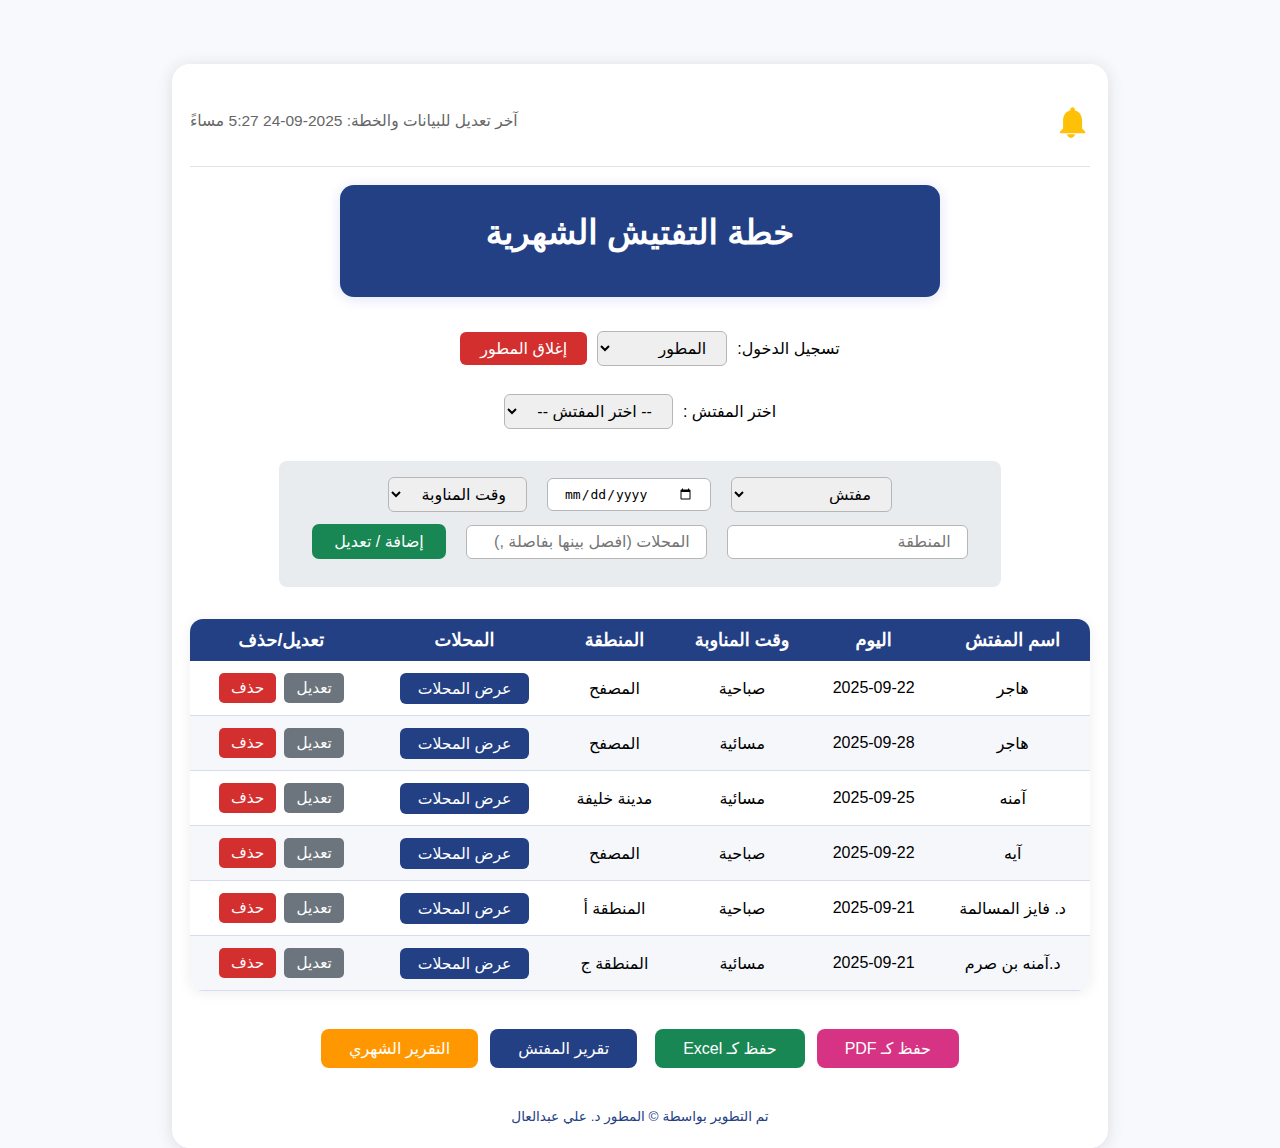 آخر تعديل للبيانات والخطة: 2025-09-24 5:27 مساءً
خطة التفتيش الشهرية
تسجيل الدخول: المطور إغلاق المطور
اختر المفتش : -- اختر المفتش --
مفتش mm/dd/yyyy وقت المناوبة
المنطقة المحلات (افصل بينها بفاصلة ,) إضافة / تعديل
اسم المفتش اليوم وقت المناوبة المنطقة المحلات تعديل/حذف
هاجر 2025-09-22 صباحية المصفح عرض المحلات تعديل حذف
هاجر 2025-09-28 مسائية المصفح عرض المحلات تعديل حذف
آمنه 2025-09-25 مسائية مدينة خليفة عرض المحلات تعديل حذف
آيه 2025-09-22 صباحية المصفح عرض المحلات تعديل حذف
د. فايز المسالمة 2025-09-21 صباحية المنطقة أ عرض المحلات تعديل حذف
د.آمنه بن صرم 2025-09-21 مسائية المنطقة ج عرض المحلات تعديل حذف
حفظ كـ PDF حفظ كـ Excel تقرير المفتش التقرير الشهري
تم التطوير بواسطة © المطور د. علي عبدالعال